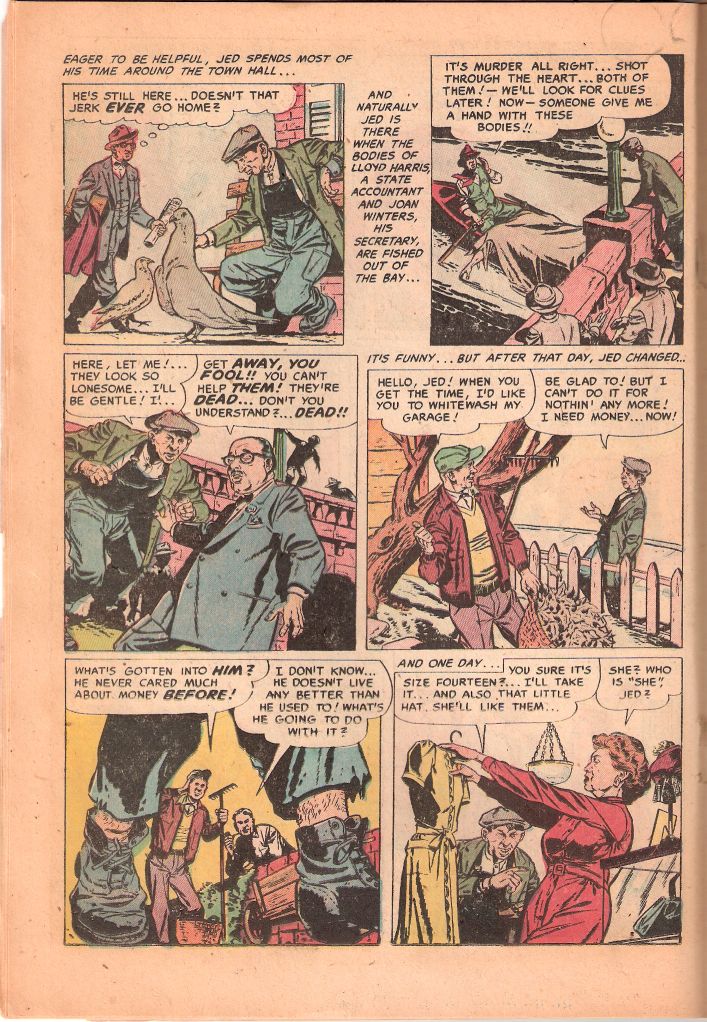 EAGER TO BE HELPFUL, JED SPENDS MOST OF
HIS TIME AROUND THE TOWN HALL...
HE'S STILL HERE... DOESN'T THAT
JERK EVER GO HOME?
AND
NATURALLY
JED IS
THERE
WHEN THE
BODIES OF
LLOYD HARRIS,
A STATE
ACCOUNTANT
AND JOAN
WINTERS,
HIS
SECRETARY,
ARE FISHED
OUT OF
THE BAY...
IT'S MURDER ALL RIGHT... SHOT
THROUGH THE HEART... BOTH OF
THEM! - WE'LL LOOK FOR CLUES
LATER! NOW - SOMEONE GIVE ME
A HAND WITH THESE
BODIES!!
HERE, LET ME!...
THEY LOOK SO
LONESOME... I'LL
BE GENTLE! I'...
GET AWAY, YOU
FOOL!! YOU CAN'T
HELP THEM! THEY'RE
DEAD... DON'T YOU
UNDERSTAND?... DEAD!!
IT'S FUNNY... BUT AFTER THAT DAY, JED CHANGED..
HELLO, JED! WHEN YOU
GET THE TIME, I'D LIKE
YOU TO WHITEWASH MY
GARAGE!
BE GLAD TO! BUT I
CAN'T DO IT FOR
NOTHIN' ANY MORE!
I NEED MONEY... NOW!
WHAT'S GOTTEN INTO HIM?
HE NEVER CARED MUCH
ABOUT MONEY BEFORE!
I DON'T KNOW...
HE DOESN'T LIVE
ANY BETTER THAN
HE USED TO! WHAT'S
HE GOING TO DO
WITH IT?
AND ONE DAY...
YOU SURE IT'S
SIZE FOURTEEN?... I'LL TAKE
IT... AND ALSO THAT LITTLE
HAT. SHE'LL LIKE THEM...
SHE? WHO
IS "SHE",
JED?